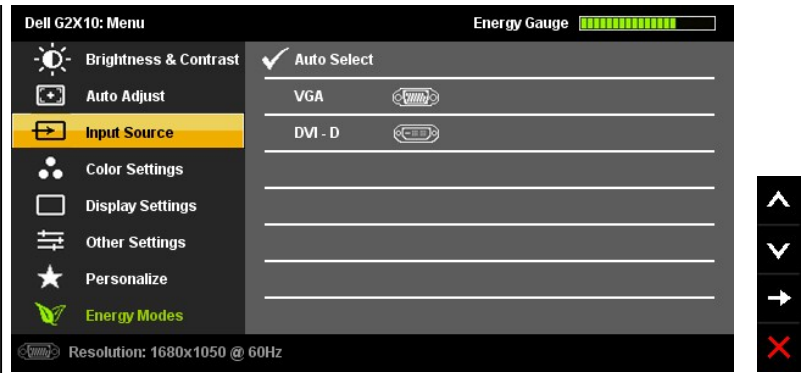 Dell G2X10: Menu Energy Gauge
Brightness & Contrast Auto Select
Auto Adjust VGA
Input Source DVI - D
Color Settings
Display Settings
Other Settings
Personalize
Energy Modes
Resolution: 1680x1050 @ 60Hz